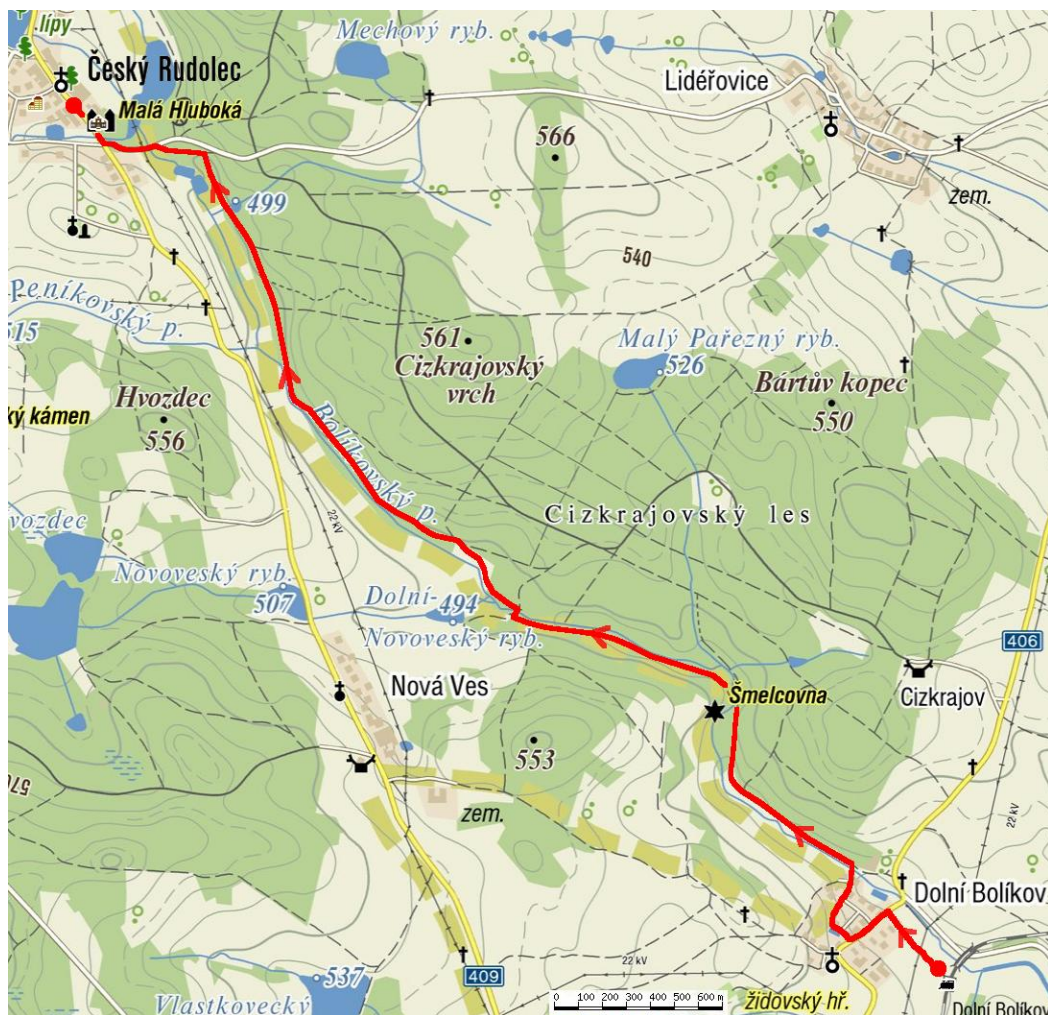 lípy
Mechový ryb.
Český Rudolec
Lidéřovice
Malá Hluboká
566
499
zem.
540
Peníkovský
p.
515
Malý Pařezný ryb.
561
526
Cizkrajovský
vrch
Bártův kopec
550
Hvozdec
556
ký kámen
Bolíkovský p.
22 kV
Cizkrajovský les
Hvozdec
Novoveský ryb.
507
Dolní-
494
Novoveský ryb.
406
Nová Ves
Šmelcovna
Cizkrajov
553
570
zem.
22 kV
Dolní Bolíkov
22 kV
409
537
Vlastkovecký
0 100 200 300 400 500 600 m
židovský hř.
Dolní Bolíkov